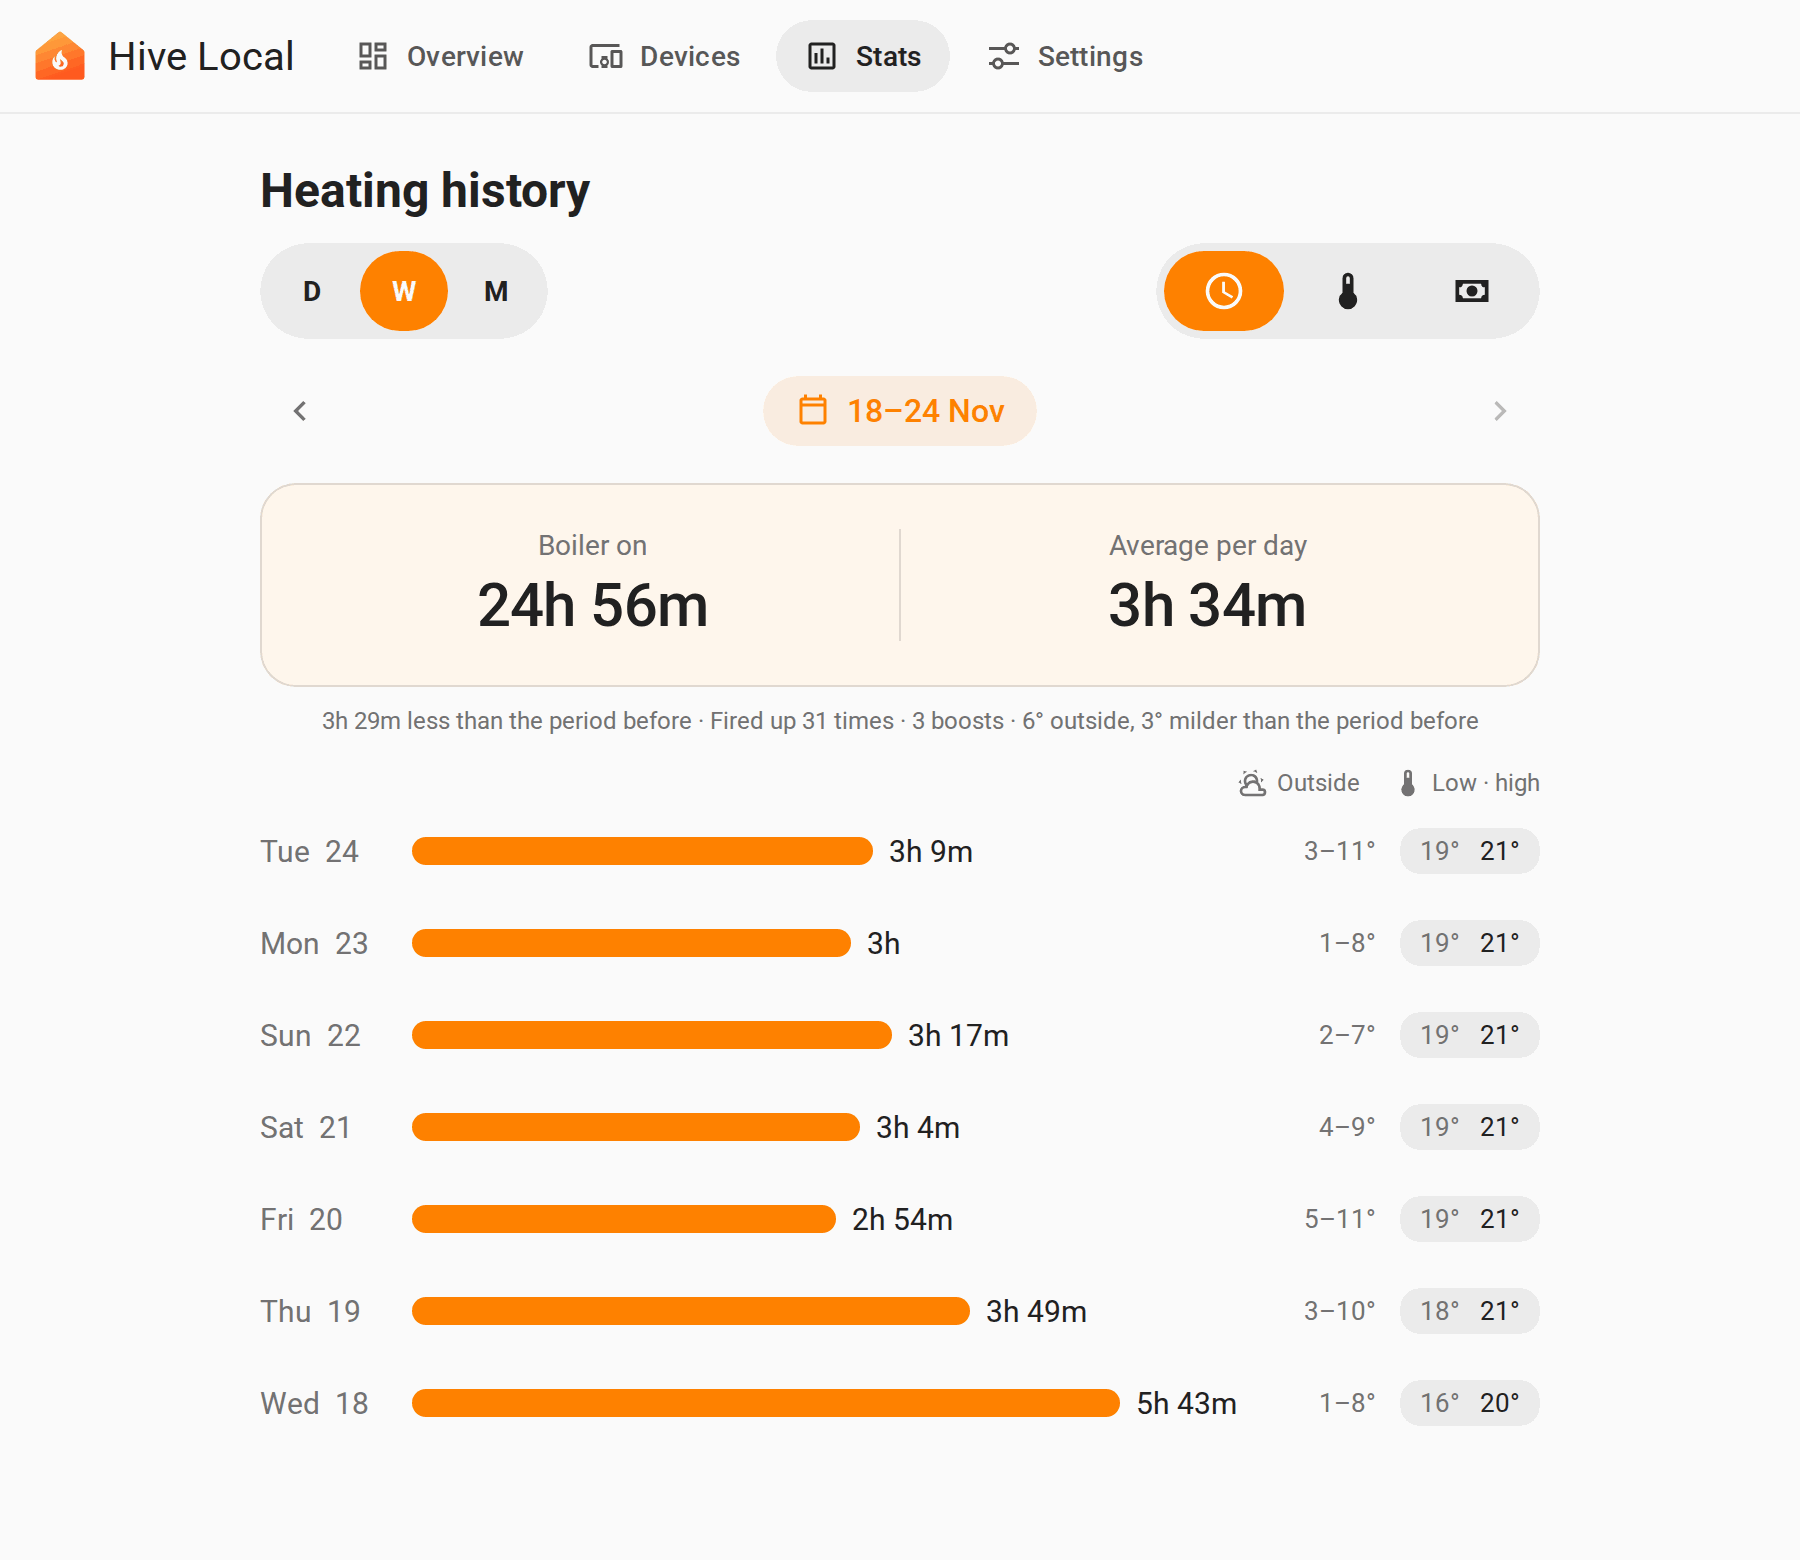 Hive Local Overview Devices Stats Settings
Heating history
D W M
18–24 Nov
Boiler on Average per day
24h 56m 3h 34m
3h 29m less than the period before · Fired up 31 times · 3 boosts · 6° outside, 3° milder than the period before
Outside Low · high
Tue 24 3h 9m 3–11° 19° 21°
Mon 23 3h 1–8° 19° 21°
Sun 22 3h 17m 2–7° 19° 21°
Sat 21 3h 4m 4–9° 19° 21°
Fri 20 2h 54m 5–11° 19° 21°
Thu 19 3h 49m 3–10° 18° 21°
Wed 18 5h 43m 1–8° 16° 20°